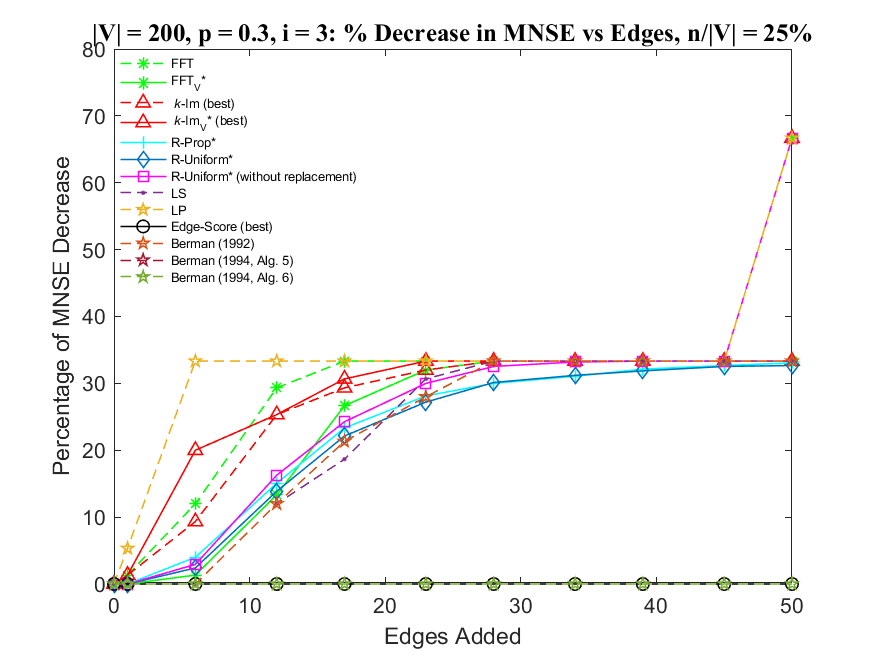 |V| = 200, p = 0.3, i = 3: % Decrease in MNSE vs Edges, n/|V| = 25%
80
70
60
50
40
30
20
10
0
Percentage of MNSE Decrease
FFT
FFT_V*
k-Im (best)
k-Im_V* (best)
R-Prop*
R-Uniform*
R-Uniform* (without replacement)
LS
LP
Edge-Score (best)
Berman (1992)
Berman (1994, Alg. 5)
Berman (1994, Alg. 6)
0 10 20 30 40 50
Edges Added